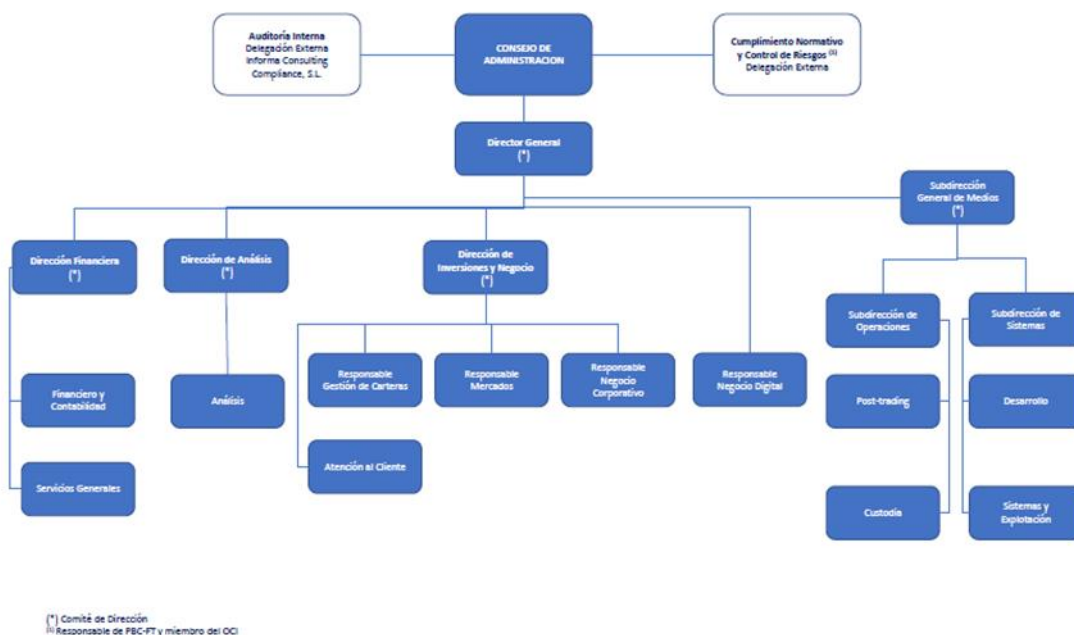 Auditoría Interna
Delegación Externa
Informa Consulting
Compliance, S.L.
CONSEJO DE
ADMINISTRACION
Cumplimiento Normativo
y Control de Riesgos (1)
Delegación Externa
Director General
(*)
Subdirección
General de Medios
(*)
Dirección Financiera
(*)
Dirección de Análisis
(*)
Dirección de
Inversiones y Negocio
(*)
Subdirección de
Operaciones
Subdirección de
Sistemas
Responsable
Gestión de Carteras
Responsable
Mercados
Responsable
Negocio
Corporativo
Responsable
Negocio Digital
Financiero y
Contabilidad
Análisis
Post-trading
Desarrollo
Atención al Cliente
Servicios Generales
Custodia
Sistemas y
Explotación
(*) Comité de Dirección
(1) Responsable de PBC-FT y miembro del OCI